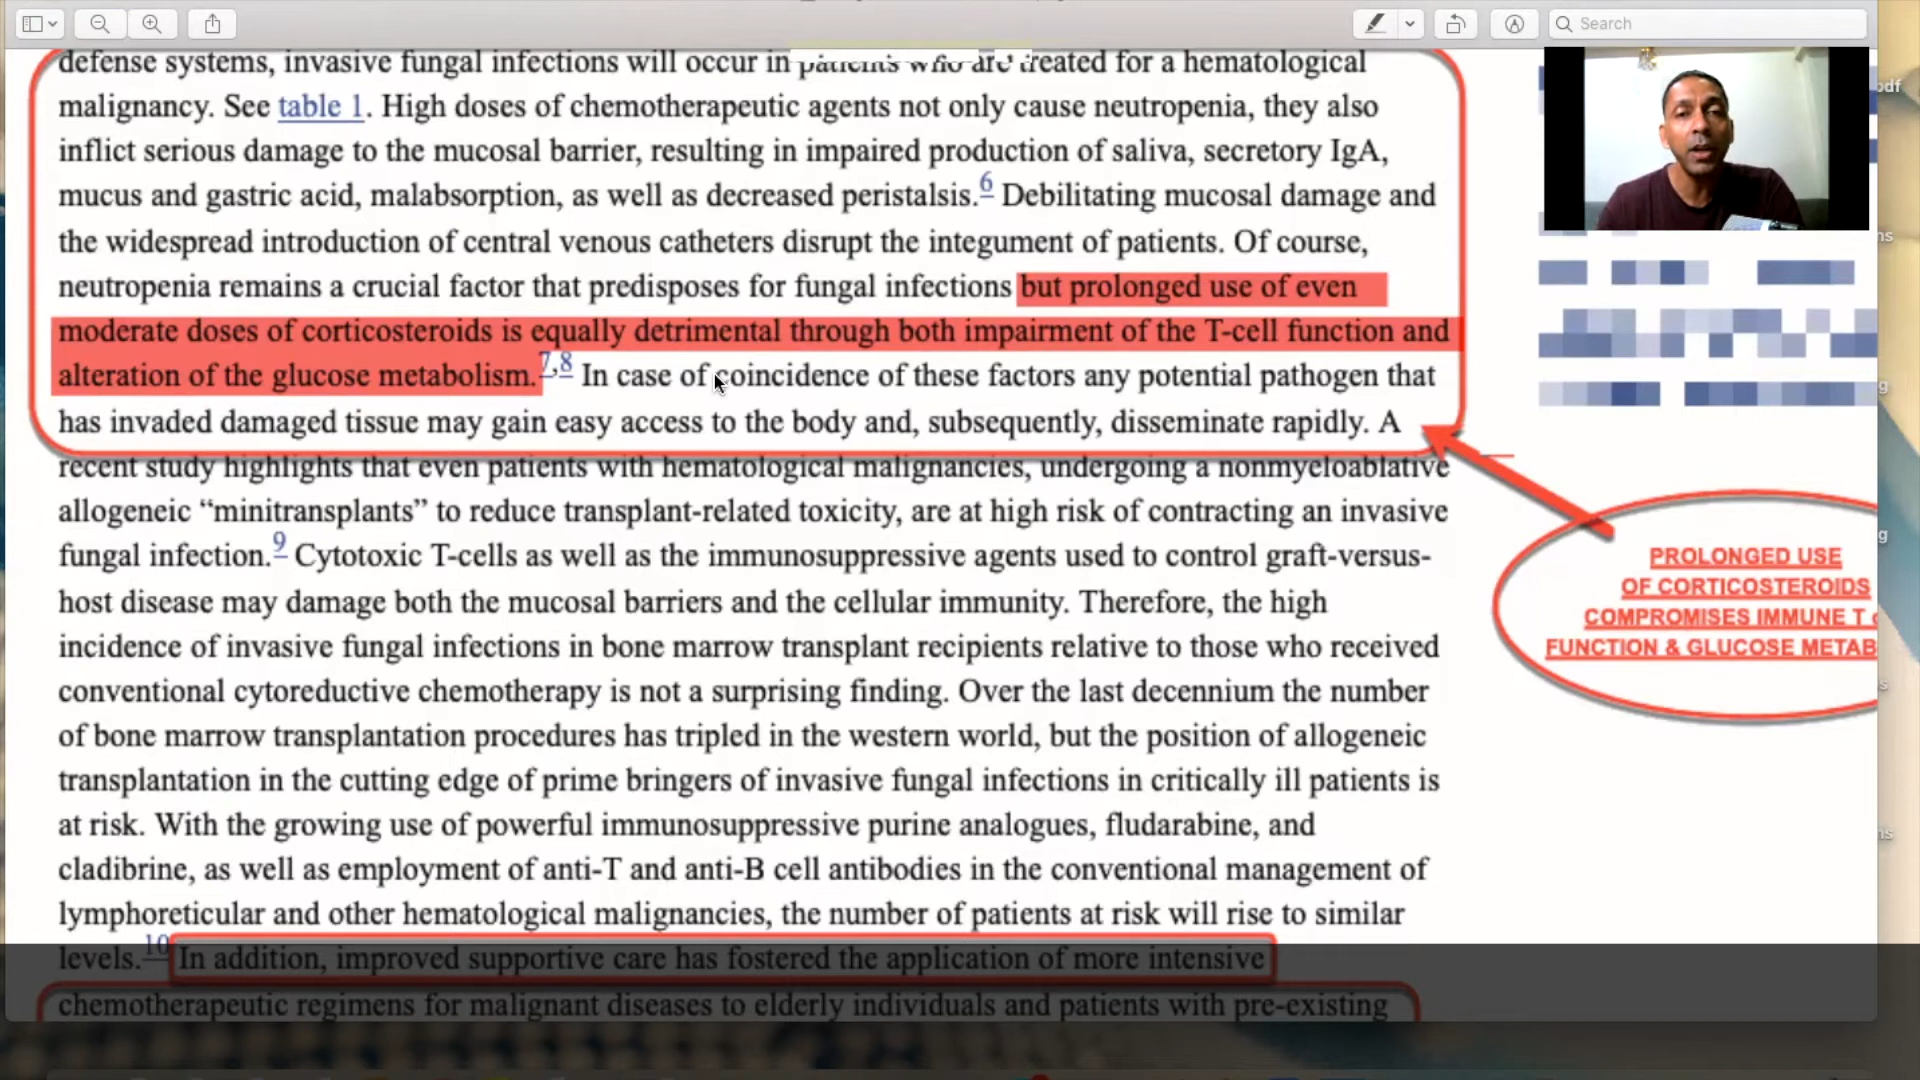 Search
defense systems, invasive fungal infections will occur in patients who are treated for a hematological
malignancy. See table 1. High doses of chemotherapeutic agents not only cause neutropenia, they also
inflict serious damage to the mucosal barrier, resulting in impaired production of saliva, secretory IgA,
mucus and gastric acid, malabsorption, as well as decreased peristalsis.6 Debilitating mucosal damage and
the widespread introduction of central venous catheters disrupt the integument of patients. Of course,
neutropenia remains a crucial factor that predisposes for fungal infections but prolonged use of even
moderate doses of corticosteroids is equally detrimental through both impairment of the T-cell function and
alteration of the glucose metabolism.7,8 In case of coincidence of these factors any potential pathogen that
has invaded damaged tissue may gain easy access to the body and, subsequently, disseminate rapidly. A
recent study highlights that even patients with hematological malignancies, undergoing a nonmyeloablative
allogeneic “minitransplants” to reduce transplant-related toxicity, are at high risk of contracting an invasive
fungal infection.9 Cytotoxic T-cells as well as the immunosuppressive agents used to control graft-versus-
host disease may damage both the mucosal barriers and the cellular immunity. Therefore, the high
incidence of invasive fungal infections in bone marrow transplant recipients relative to those who received
conventional cytoreductive chemotherapy is not a surprising finding. Over the last decennium the number
of bone marrow transplantation procedures has tripled in the western world, but the position of allogeneic
transplantation in the cutting edge of prime bringers of invasive fungal infections in critically ill patients is
at risk. With the growing use of powerful immunosuppressive purine analogues, fludarabine, and
cladibrine, as well as employment of anti-T and anti-B cell antibodies in the conventional management of
lymphoreticular and other hematological malignancies, the number of patients at risk will rise to similar
levels.10 In addition, improved supportive care has fostered the application of more intensive
chemotherapeutic regimens for malignant diseases to elderly individuals and patients with pre-existing
PROLONGED USE
OF CORTICOSTEROIDS
COMPROMISES IMMUNE T
FUNCTION & GLUCOSE METAB
pdf